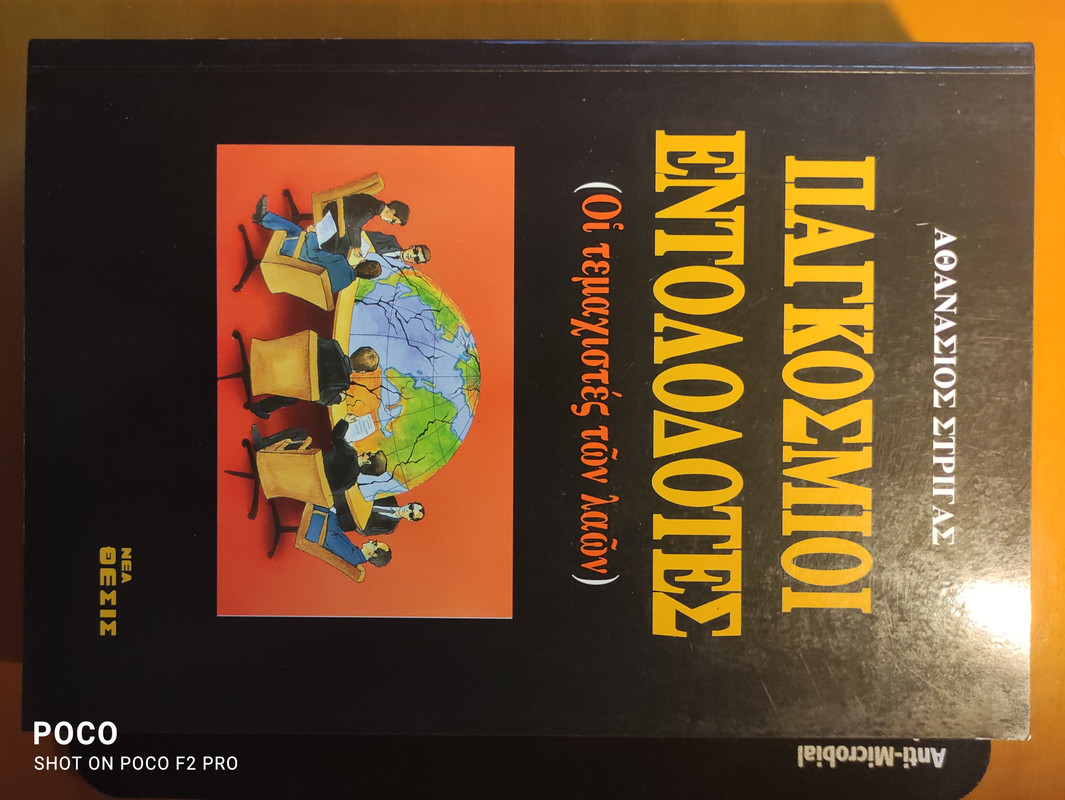 ΑΘΑΝΑΣΙΟΣ ΣΤΡΙΓΑΣ
ΠΑΓΚΟΣΜΙΟΙ
ΕΝΤΟΛΟΔΟΤΕΣ
(Οἱ τεμαχιστές τῶν λαῶν)
ΝΕΑ
ΘΕΣΙΣ
Anti-Microbial
POCO
SHOT ON POCO F2 PRO